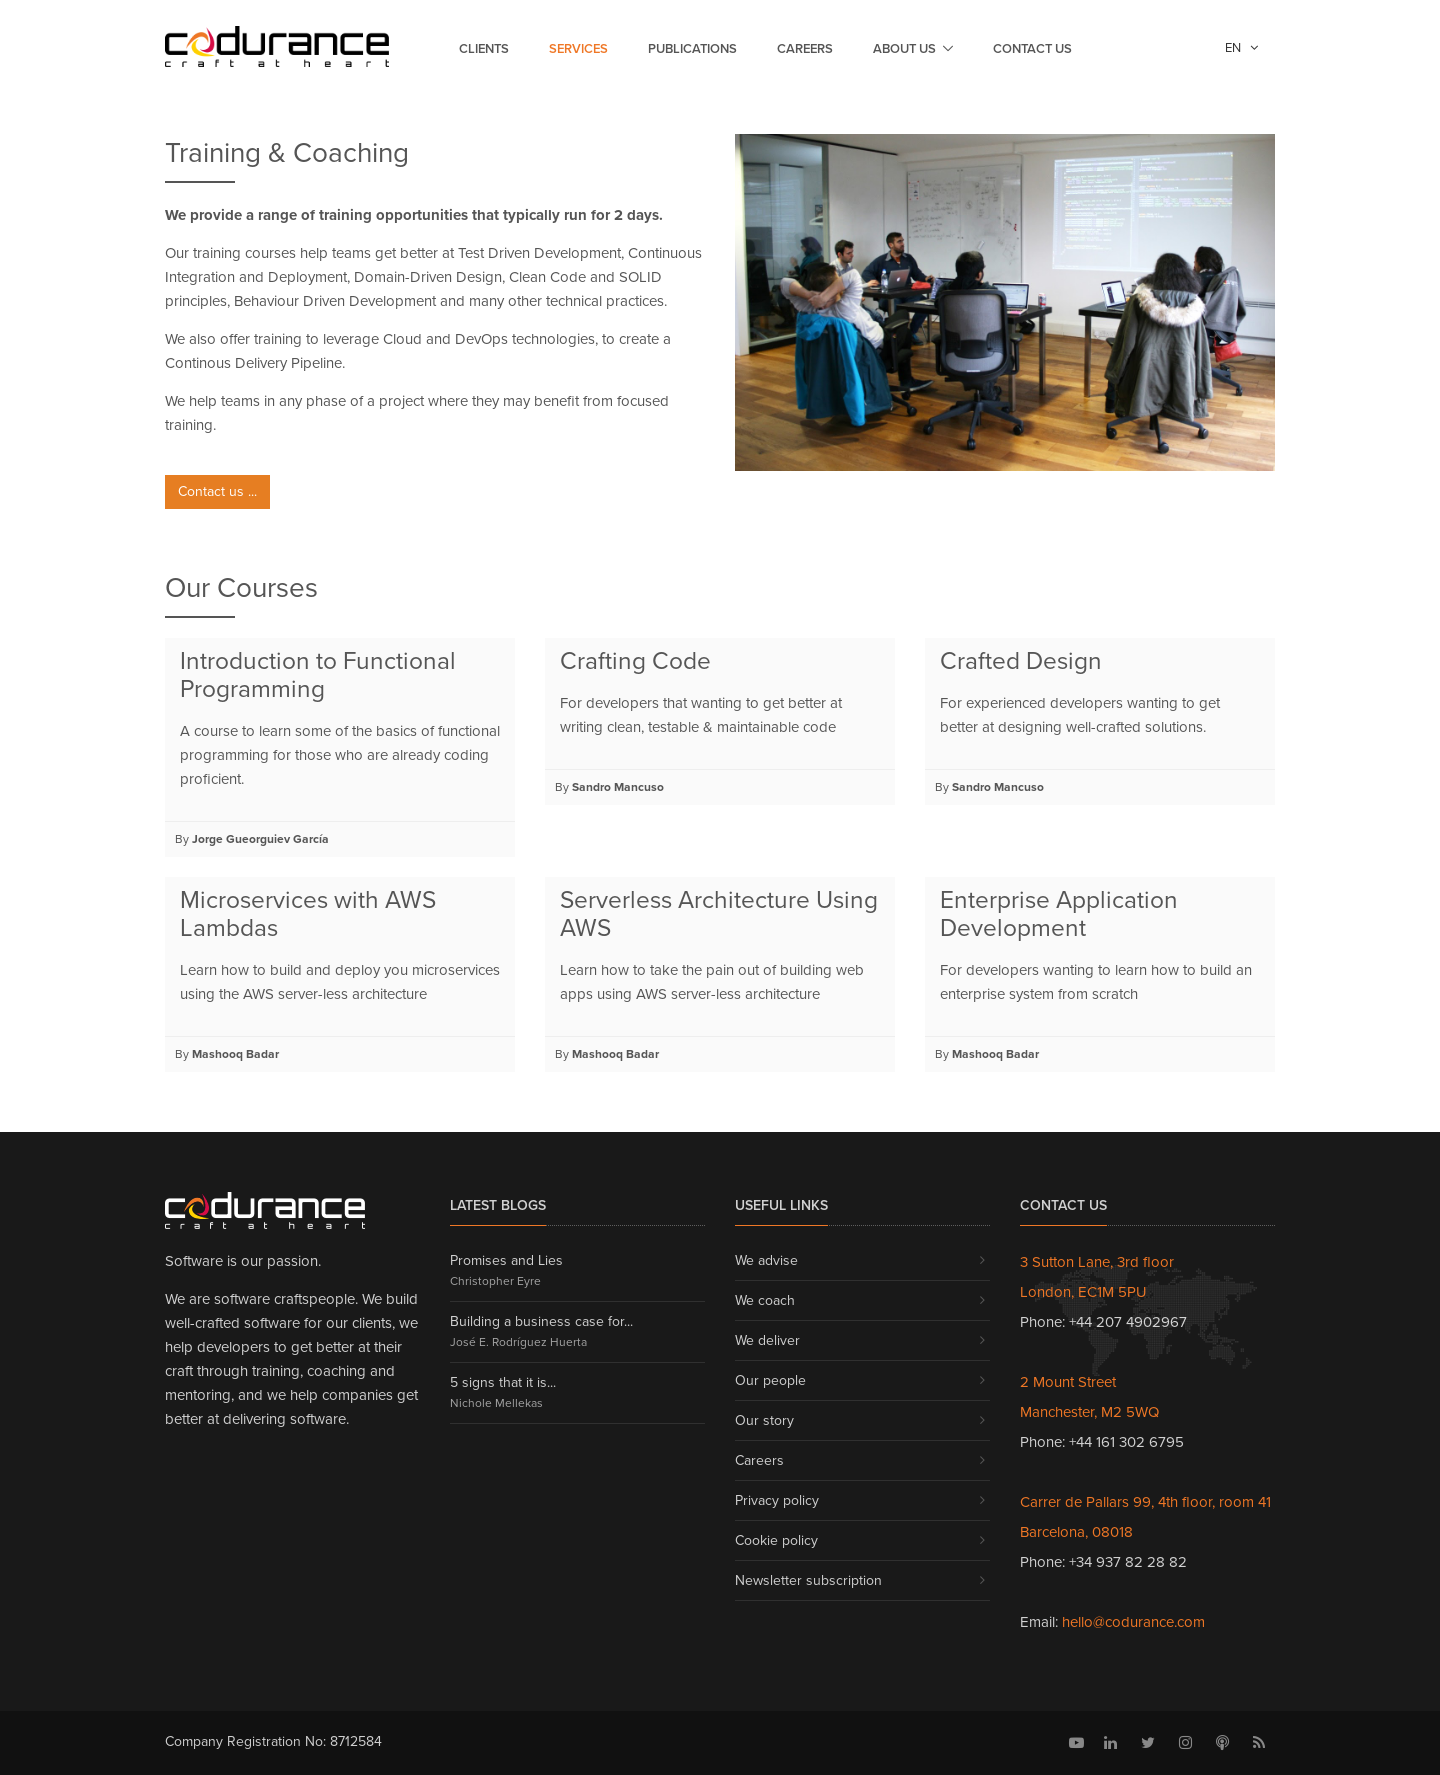 codurance
craft at heart
CLIENTS
SERVICES
PUBLICATIONS
CAREERS
ABOUT US
CONTACT US
EN
Training & Coaching
We provide a range of training opportunities that typically run for 2 days.
Our training courses help teams get better at Test Driven Development, Continuous
Integration and Deployment, Domain-Driven Design, Clean Code and SOLID
principles, Behaviour Driven Development and many other technical practices.
We also offer training to leverage Cloud and DevOps technologies, to create a
Continous Delivery Pipeline.
We help teams in any phase of a project where they may benefit from focused
training.
Contact us ...
Our Courses
Introduction to Functional
Programming
A course to learn some of the basics of functional
programming for those who are already coding
proficient.
By Jorge Gueorguiev García
Crafting Code
For developers that wanting to get better at
writing clean, testable & maintainable code
By Sandro Mancuso
Crafted Design
For experienced developers wanting to get
better at designing well-crafted solutions.
By Sandro Mancuso
Microservices with AWS
Lambdas
Learn how to build and deploy you microservices
using the AWS server-less architecture
By Mashooq Badar
Serverless Architecture Using
AWS
Learn how to take the pain out of building web
apps using AWS server-less architecture
By Mashooq Badar
Enterprise Application
Development
For developers wanting to learn how to build an
enterprise system from scratch
By Mashooq Badar
codurance
craft at heart
Software is our passion.
We are software craftspeople. We build
well-crafted software for our clients, we
help developers to get better at their
craft through training, coaching and
mentoring, and we help companies get
better at delivering software.
LATEST BLOGS
Promises and Lies
Christopher Eyre
Building a business case for...
José E. Rodríguez Huerta
5 signs that it is...
Nichole Mellekas
USEFUL LINKS
We advise
We coach
We deliver
Our people
Our story
Careers
Privacy policy
Cookie policy
Newsletter subscription
CONTACT US
3 Sutton Lane, 3rd floor
London, EC1M 5PU
Phone: +44 207 4902967
2 Mount Street
Manchester, M2 5WQ
Phone: +44 161 302 6795
Carrer de Pallars 99, 4th floor, room 41
Barcelona, 08018
Phone: +34 937 82 28 82
Email: hello@codurance.com
Company Registration No: 8712584